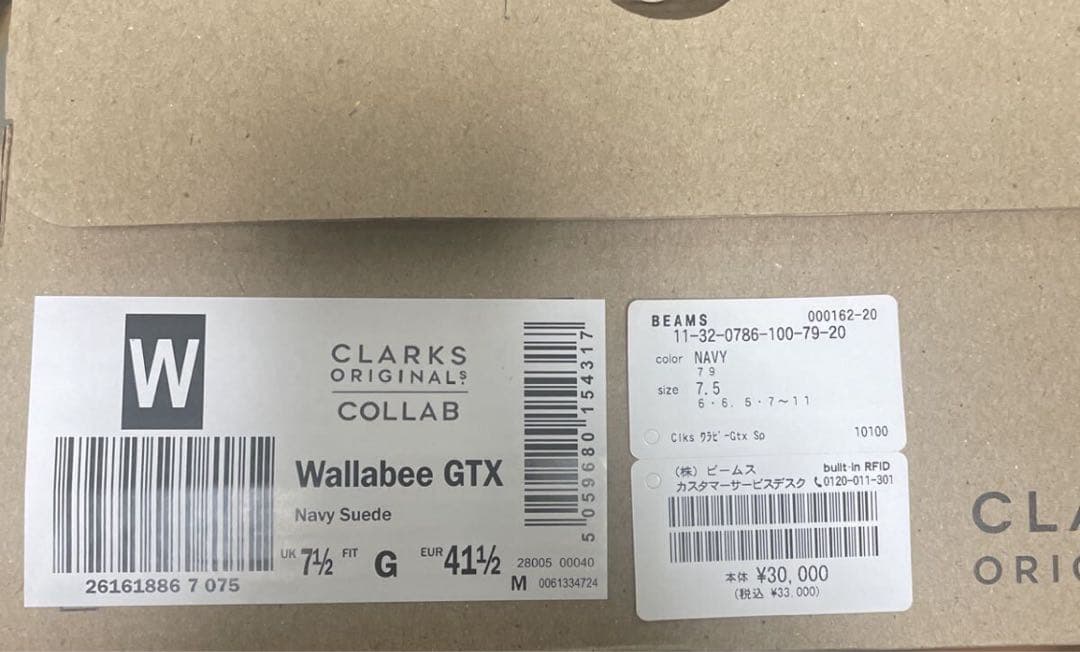 W
CLARKS
ORIGINALS
COLLAB
Wallabee GTX
Navy Suede
UK 7½ FIT G EUR 41½
26161886 7 075
5 059680 154317
28005 00040
M 0061334724
BEAMS 000162-20
11-32-0786-100-79-20
color NAVY
79
size 7.5
6・6.5・7〜11
Clks ワラビ-Gtx Sp 10100
(株) ビームス built-in RFID
カスタマーサービスデスク 0120-011-301
本体 ¥30,000
(税込 ¥33,000)